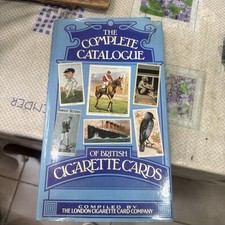 THE
COMPLETE
CATALOGUE
OF BRITISH
CIGARETTE CARDS
COMPILED BY
THE LONDON CIGARETTE CARD COMPANY